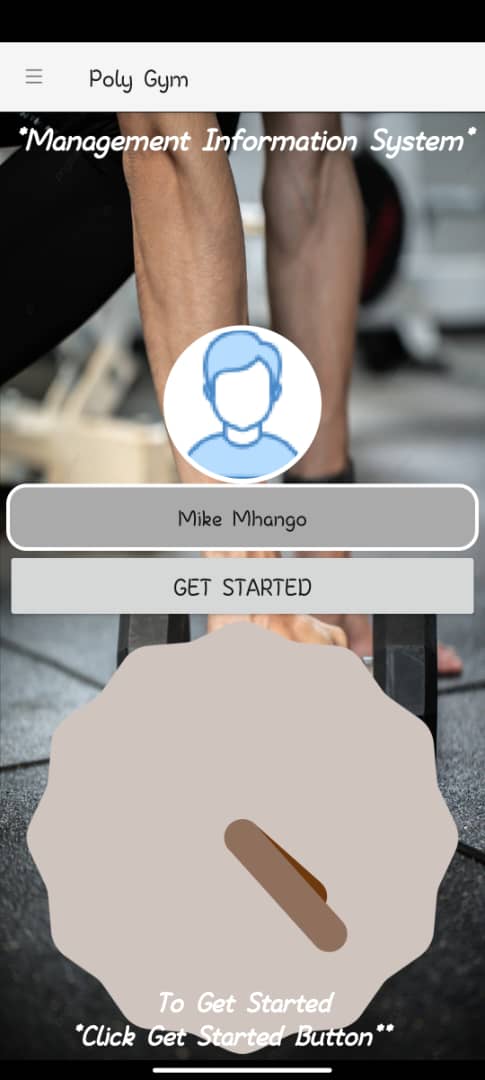 Poly Gym
*Management Information System*
Mike Mhango
GET STARTED
To Get Started
*Click Get Started Button**